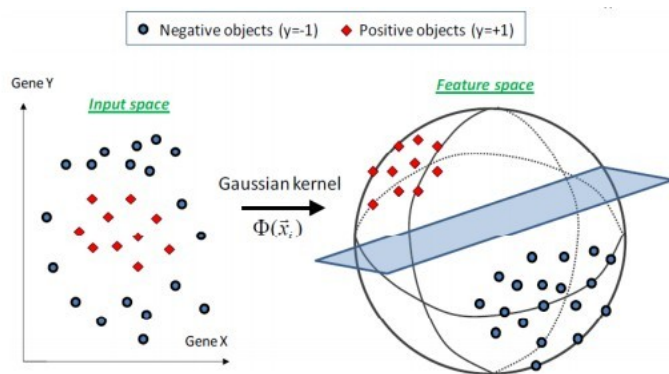 Negative objects (y=-1) Positive objects (y=+1)
Gene Y
Input space
Feature space
Gaussian kernel
Φ(x⃗ᵢ)
Gene X